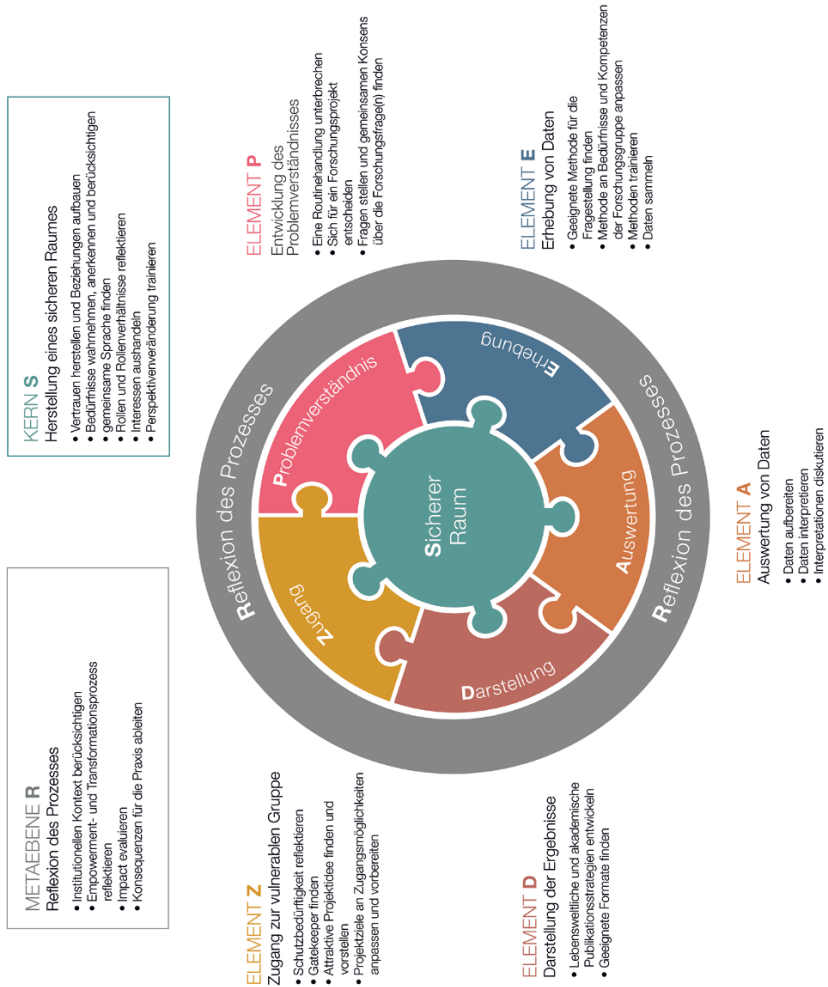 METAEBENE R
Reflexion des Prozesses
• Institutionellen Kontext berücksichtigen
• Empowerment- und Transformationsprozess
reflektieren
• Impact evaluieren
• Konsequenzen für die Praxis ableiten
KERN S
Herstellung eines sicheren Raumes
• Vertrauen herstellen und Beziehungen aufbauen
• Bedürfnisse wahrnehmen, anerkennen und berücksichtigen
• gemeinsame Sprache finden
• Rollen und Rollenverhältnisse reflektieren
• Interessen aushandeln
• Perspektivenveränderung trainieren
ELEMENT Z
Zugang zur vulnerablen Gruppe
• Schutzbedürftigkeit reflektieren
• Gatekeeper finden
• Attraktive Projektidee finden und
vorstellen
• Projektziele an Zugangsmöglichkeiten
anpassen und vorbereiten
ELEMENT P
Entwicklung des
Problemverständnisses
• Eine Routinehandlung unterbrechen
• Sich für ein Forschungsprojekt
entscheiden
• Fragen stellen und gemeinsamen Konsens
über die Forschungsfrage(n) finden
Reflexion des Prozesses
Zugang
Problemverständnis
Sicherer
Raum
Darstellung
Erhebung
Auswertung
Reflexion des Prozesses
ELEMENT D
Darstellung der Ergebnisse
• Lebensweltliche und akademische
Publikationsstrategien entwickeln
• Geeignete Formate finden
ELEMENT E
Erhebung von Daten
• Geeignete Methode für die
Fragestellung finden
• Methode an Bedürfnisse und Kompetenzen
der Forschungsgruppe anpassen
• Methoden trainieren
• Daten sammeln
ELEMENT A
Auswertung von Daten
• Daten aufbereiten
• Daten interpretieren
• Interpretationen diskutieren